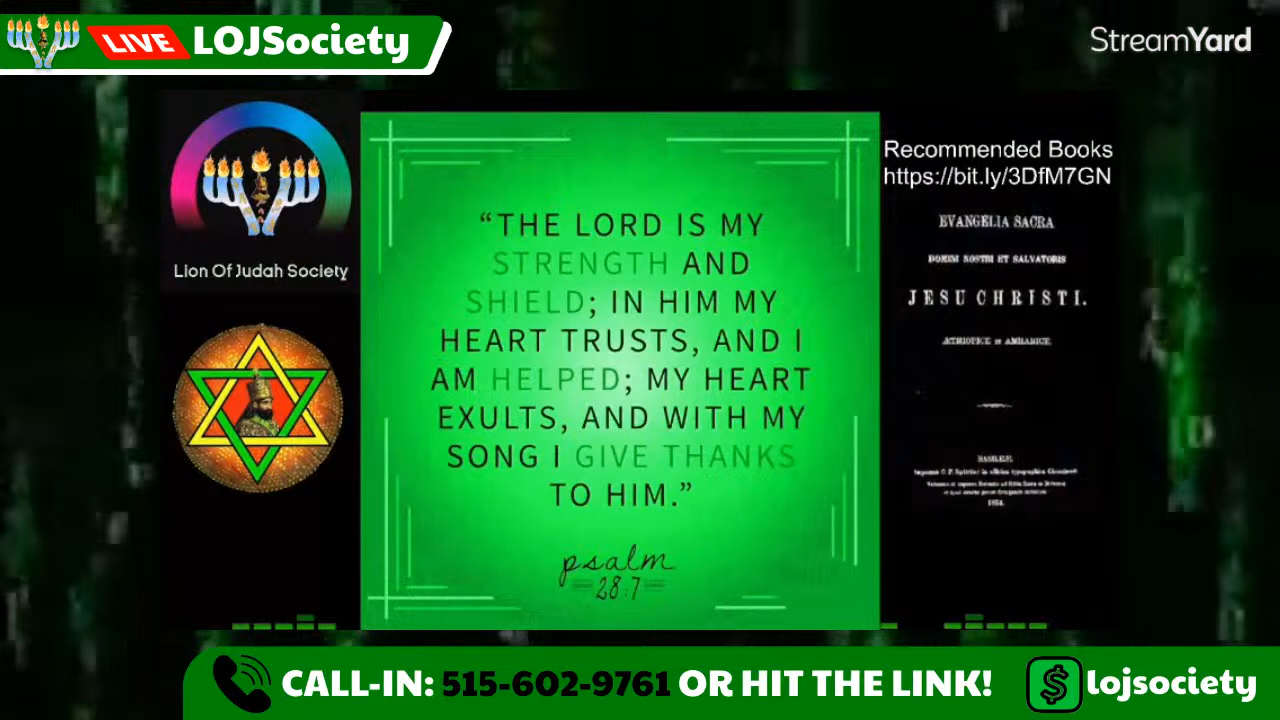 LIVE LOJSociety
StreamYard
Lion Of Judah Society
“THE LORD IS MY
STRENGTH AND
SHIELD; IN HIM MY
HEART TRUSTS, AND I
AM HELPED; MY HEART
EXULTS, AND WITH MY
SONG I GIVE THANKS
TO HIM.”
psalm
28:7
Recommended Books
https://bit.ly/3DfM7GN
EVANGELIA SACRA
DOMINI NOSTRI ET SALVATORIS
JESU CHRISTI.
AETHIOPICE ET AMHARICE.
CALL-IN: 515-602-9761 OR HIT THE LINK!
$ lojsociety